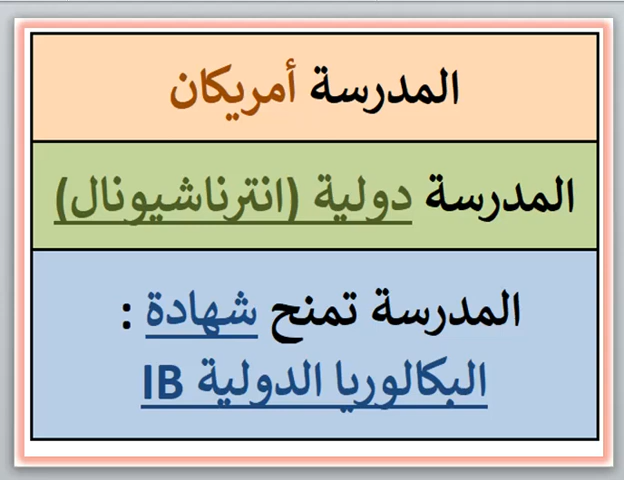 المدرسة أمريكان
المدرسة دولية (انترناشيونال)
المدرسة تمنح شهادة :
البكالوريا الدولية IB